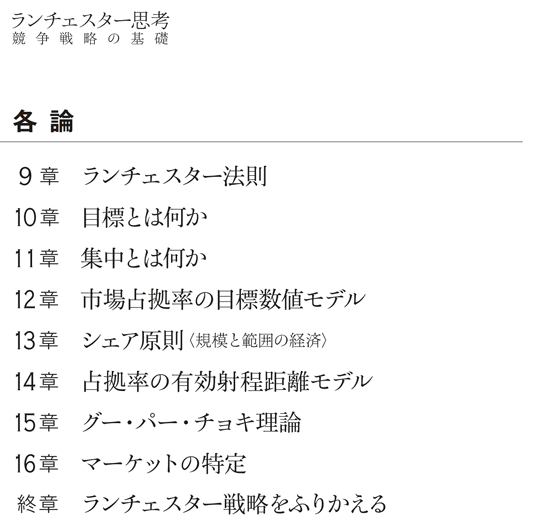 ランチェスター思考
競争戦略の基礎
各論
9章 ランチェスター法則
10章 目標とは何か
11章 集中とは何か
12章 市場占拠率の目標数値モデル
13章 シェア原則〈規模と範囲の経済〉
14章 占拠率の有効射程距離モデル
15章 グー・パー・チョキ理論
16章 マーケットの特定
終章 ランチェスター戦略をふりかえる